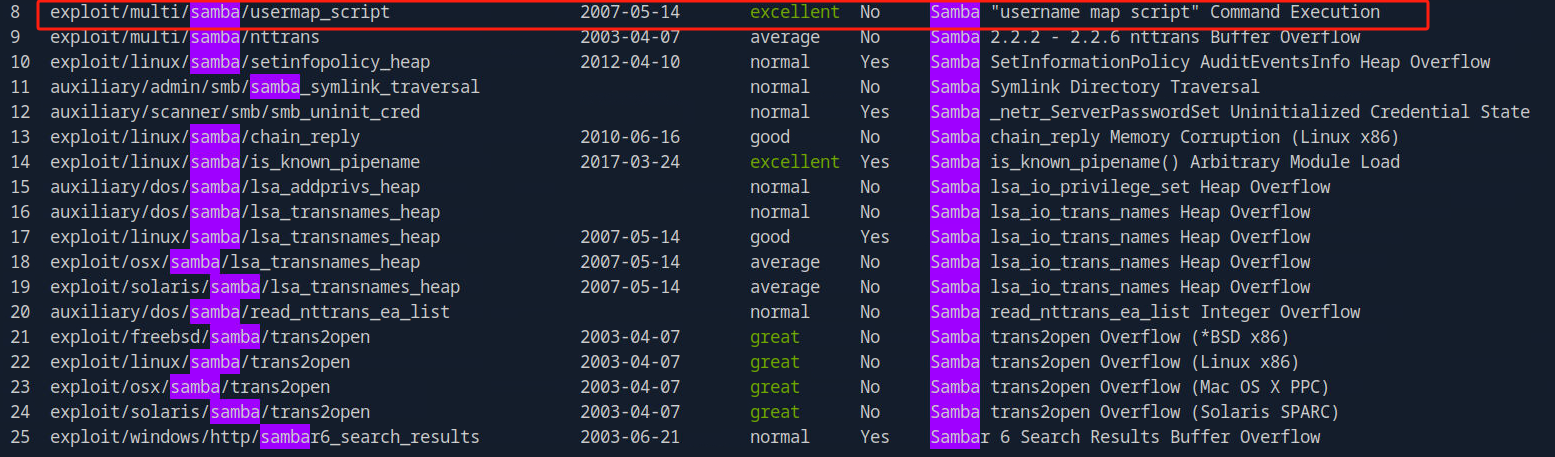 8 exploit/multi/samba/usermap_script 2007-05-14 excellent No Samba "username map script" Command Execution
9 exploit/multi/samba/nttrans 2003-04-07 average No Samba 2.2.2 - 2.2.6 nttrans Buffer Overflow
10 exploit/linux/samba/setinfopolicy_heap 2012-04-10 normal Yes Samba SetInformationPolicy AuditEventsInfo Heap Overflow
11 auxiliary/admin/smb/samba_symlink_traversal normal No Samba Symlink Directory Traversal
12 auxiliary/scanner/smb/smb_uninit_cred normal Yes Samba _netr_ServerPasswordSet Uninitialized Credential State
13 exploit/linux/samba/chain_reply 2010-06-16 good No Samba chain_reply Memory Corruption (Linux x86)
14 exploit/linux/samba/is_known_pipename 2017-03-24 excellent Yes Samba is_known_pipename() Arbitrary Module Load
15 auxiliary/dos/samba/lsa_addprivs_heap normal No Samba lsa_io_privilege_set Heap Overflow
16 auxiliary/dos/samba/lsa_transnames_heap normal No Samba lsa_io_trans_names Heap Overflow
17 exploit/linux/samba/lsa_transnames_heap 2007-05-14 good Yes Samba lsa_io_trans_names Heap Overflow
18 exploit/osx/samba/lsa_transnames_heap 2007-05-14 average No Samba lsa_io_trans_names Heap Overflow
19 exploit/solaris/samba/lsa_transnames_heap 2007-05-14 average No Samba lsa_io_trans_names Heap Overflow
20 auxiliary/dos/samba/read_nttrans_ea_list normal No Samba read_nttrans_ea_list Integer Overflow
21 exploit/freebsd/samba/trans2open 2003-04-07 great No Samba trans2open Overflow (*BSD x86)
22 exploit/linux/samba/trans2open 2003-04-07 great No Samba trans2open Overflow (Linux x86)
23 exploit/osx/samba/trans2open 2003-04-07 great No Samba trans2open Overflow (Mac OS X PPC)
24 exploit/solaris/samba/trans2open 2003-04-07 great No Samba trans2open Overflow (Solaris SPARC)
25 exploit/windows/http/sambar6_search_results 2003-06-21 normal Yes Sambar 6 Search Results Buffer Overflow